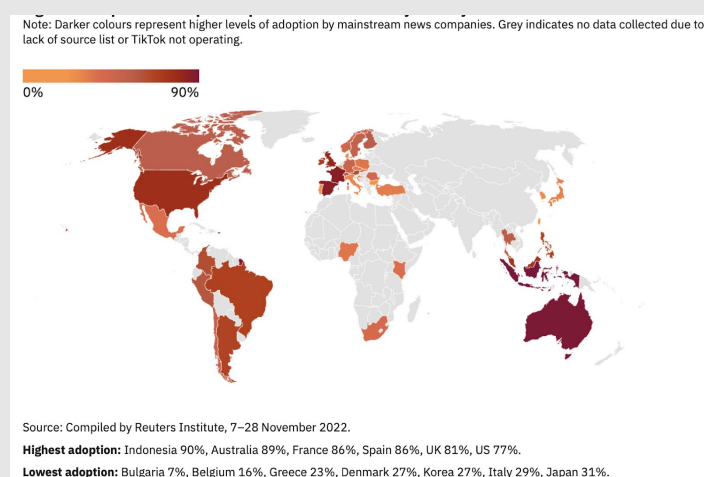 Note: Darker colours represent higher levels of adoption by mainstream news companies. Grey indicates no data collected due to
lack of source list or TikTok not operating.
0% 90%
Source: Compiled by Reuters Institute, 7–28 November 2022.
Highest adoption: Indonesia 90%, Australia 89%, France 86%, Spain 86%, UK 81%, US 77%.
Lowest adoption: Bulgaria 7%, Belgium 16%, Greece 23%, Denmark 27%, Korea 27%, Italy 29%, Japan 31%.